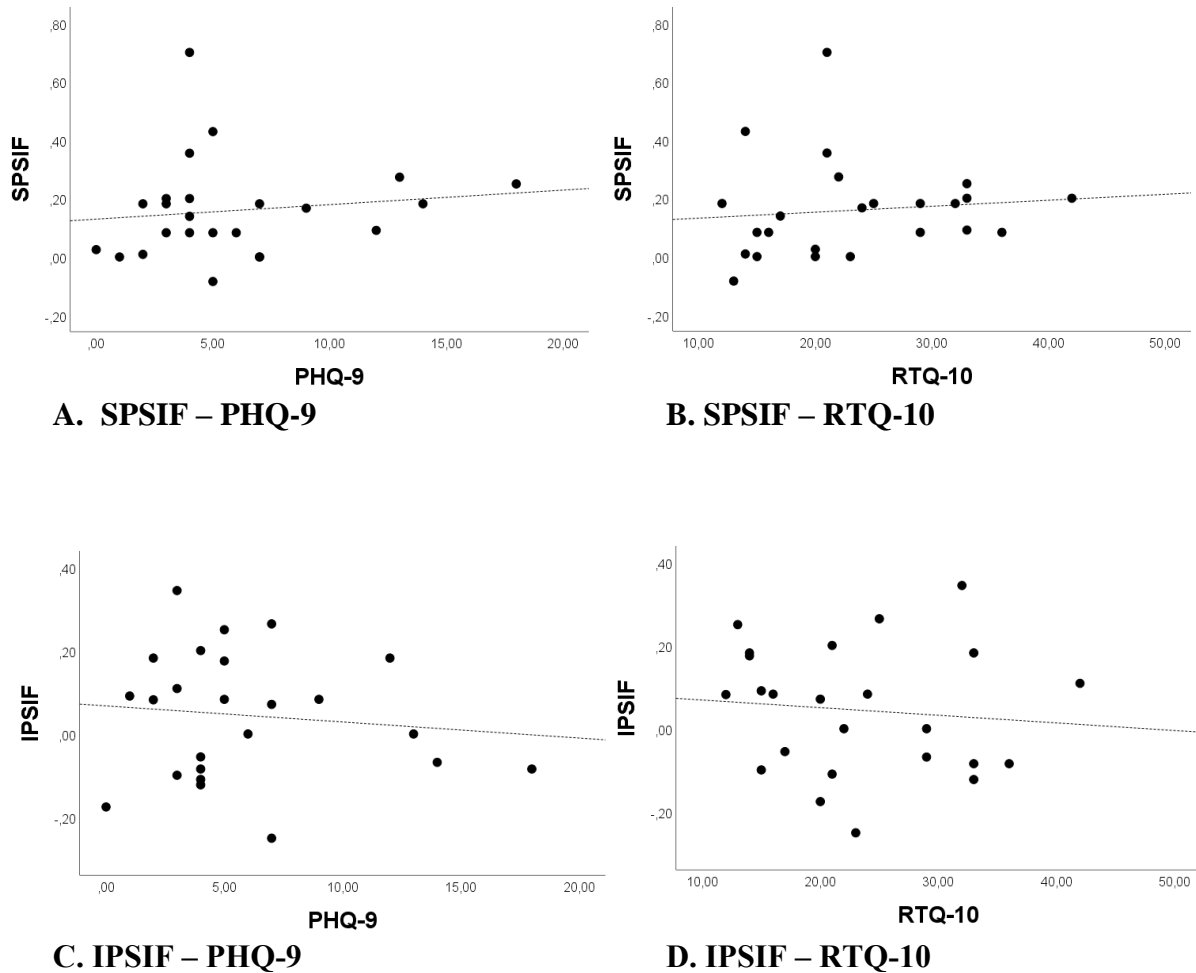 ,80
,60
,40
,20
,00
-,20
SPSIF
,00 5,00 10,00 15,00 20,00
PHQ-9
A. SPSIF – PHQ-9
,80
,60
,40
,20
,00
-,20
SPSIF
10,00 20,00 30,00 40,00 50,00
RTQ-10
B. SPSIF – RTQ-10
,40
,20
,00
-,20
IPSIF
,00 5,00 10,00 15,00 20,00
PHQ-9
C. IPSIF – PHQ-9
,40
,20
,00
-,20
IPSIF
10,00 20,00 30,00 40,00 50,00
RTQ-10
D. IPSIF – RTQ-10